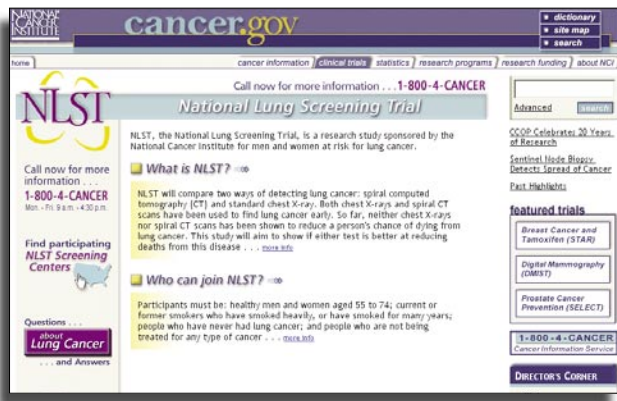 NATIONAL
CANCER
INSTITUTE
cancer.gov
dictionary
site map
search
home
cancer information
clinical trials
statistics
research programs
research funding
about NCI
NLST
Call now for more information . . . 1-800-4-CANCER
National Lung Screening Trial
NLST, the National Lung Screening Trial, is a research study sponsored by the
National Cancer Institute for men and women at risk for lung cancer.
What is NLST?
NLST will compare two ways of detecting lung cancer: spiral computed
tomography (CT) and standard chest X-ray. Both chest X-rays and spiral CT
scans have been used to find lung cancer early. So far, neither chest X-rays
nor spiral CT scans has been shown to reduce a person's chance of dying from
lung cancer. This study will aim to show if either test is better at reducing
deaths from this disease . . . more info
Who can join NLST?
Participants must be: healthy men and women aged 55 to 74; current or
former smokers who have smoked heavily, or have smoked for many years;
people who have never had lung cancer; and people who are not being
treated for any type of cancer . . . more info
Call now for more
information . . .
1-800-4-CANCER
Mon. - Fri. 9 a.m. - 4:30 p.m.
Find participating
NLST Screening
Centers
Questions . . .
about
Lung Cancer
. . . and Answers
Advanced
search
CCOP Celebrates 20 Years
of Research
Sentinel Node Biopsy
Detects Spread of Cancer
Past Highlights
featured trials
Breast Cancer and
Tamoxifen (STAR)
Digital Mammography
(DMIST)
Prostate Cancer
Prevention (SELECT)
1-800-4-CANCER
Cancer Information Service
DIRECTOR'S CORNER